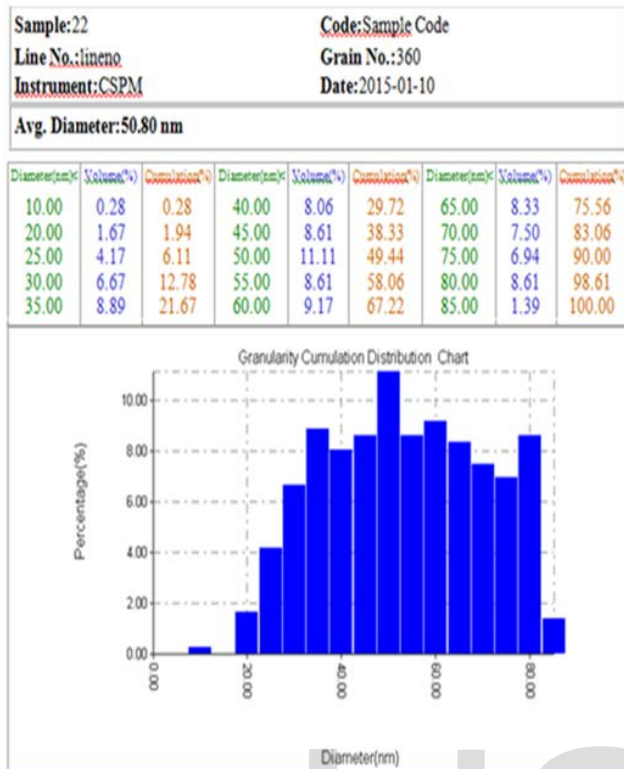 Sample:22 Code:Sample Code
Line No.:lineno Grain No.:360
Instrument:CSPM Date:2015-01-10
Avg. Diameter:50.80 nm
Diameter(nm)< Volume(%) Cumulation(%) Diameter(nm)< Volume(%) Cumulation(%) Diameter(nm)< Volume(%) Cumulation(%)
10.00 0.28 0.28 40.00 8.06 29.72 65.00 8.33 75.56
20.00 1.67 1.94 45.00 8.61 38.33 70.00 7.50 83.06
25.00 4.17 6.11 50.00 11.11 49.44 75.00 6.94 90.00
30.00 6.67 12.78 55.00 8.61 58.06 80.00 8.61 98.61
35.00 8.89 21.67 60.00 9.17 67.22 85.00 1.39 100.00
Granularity Cumulation Distribution Chart
Percentage(%)
10.00
8.00
6.00
4.00
2.00
0.00
0.00 20.00 40.00 60.00 80.00
Diameter(nm)